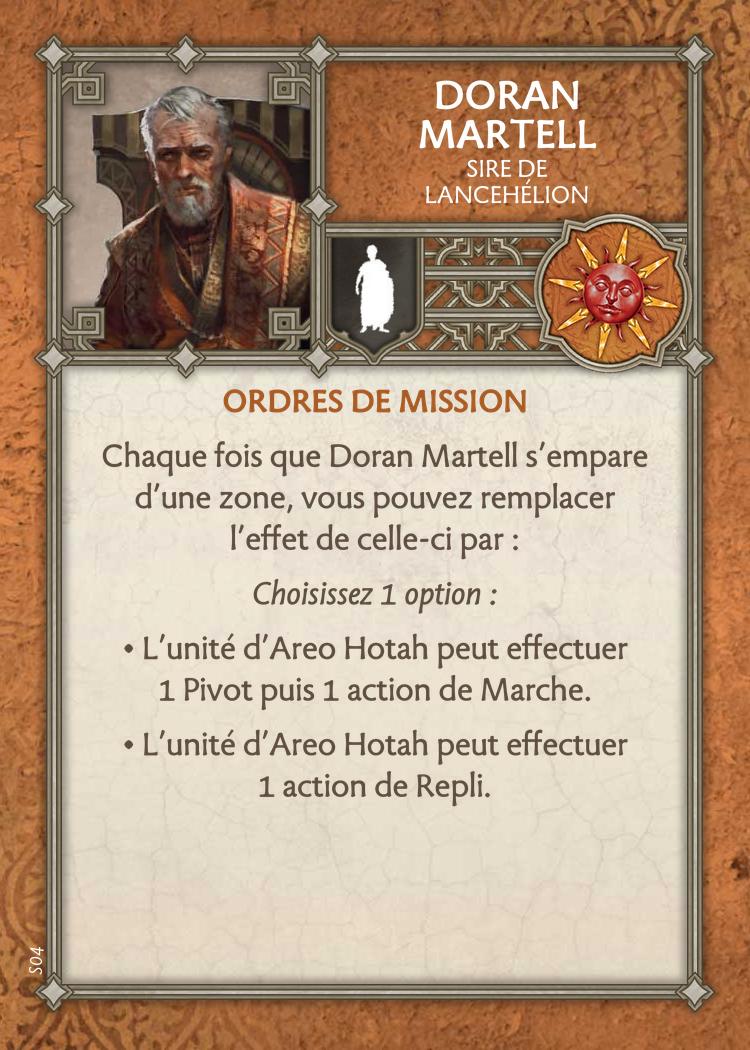 DORAN
MARTELL
SIRE DE
LANCEHÉLION
ORDRES DE MISSION
Chaque fois que Doran Martell s'empare
d'une zone, vous pouvez remplacer
l'effet de celle-ci par :
Choisissez 1 option :
• L'unité d'Areo Hotah peut effectuer
1 Pivot puis 1 action de Marche.
• L'unité d'Areo Hotah peut effectuer
1 action de Repli.
S04